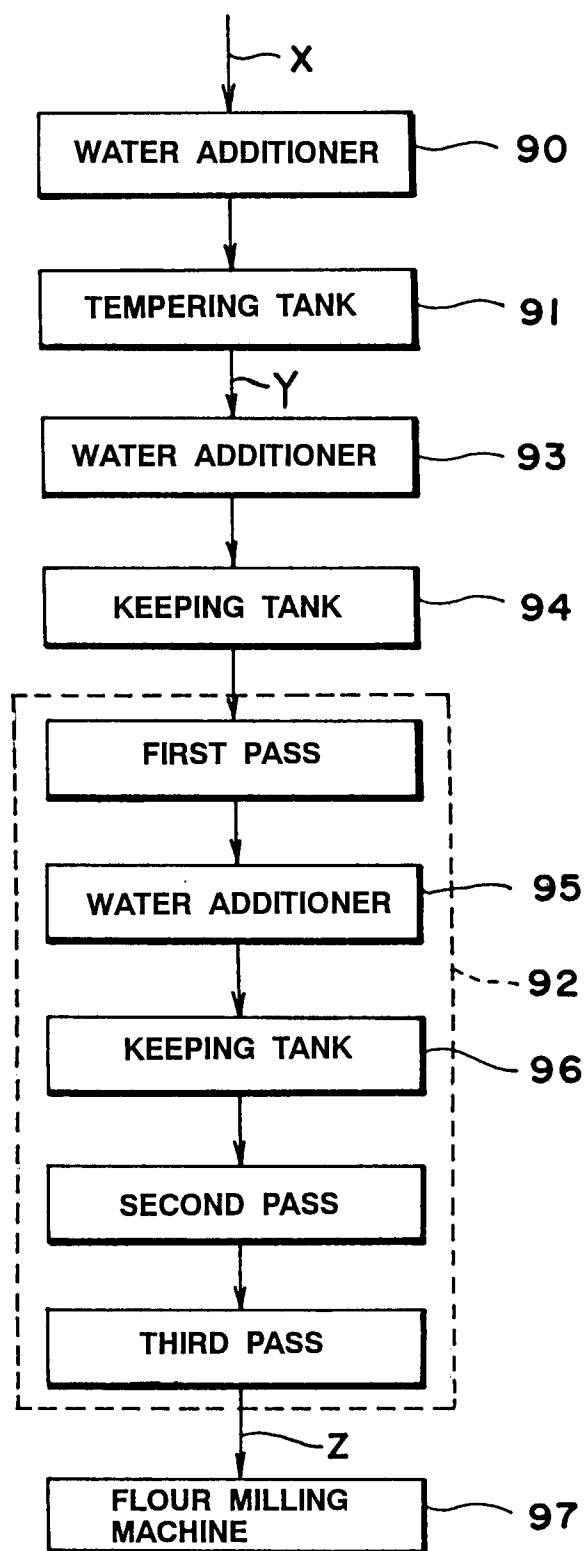 X
WATER ADDITIONER 90
TEMPERING TANK 91
Y
WATER ADDITIONER 93
KEEPING TANK 94
FIRST PASS
WATER ADDITIONER 95
92
KEEPING TANK 96
SECOND PASS
THIRD PASS
Z
FLOUR MILLING
MACHINE 97